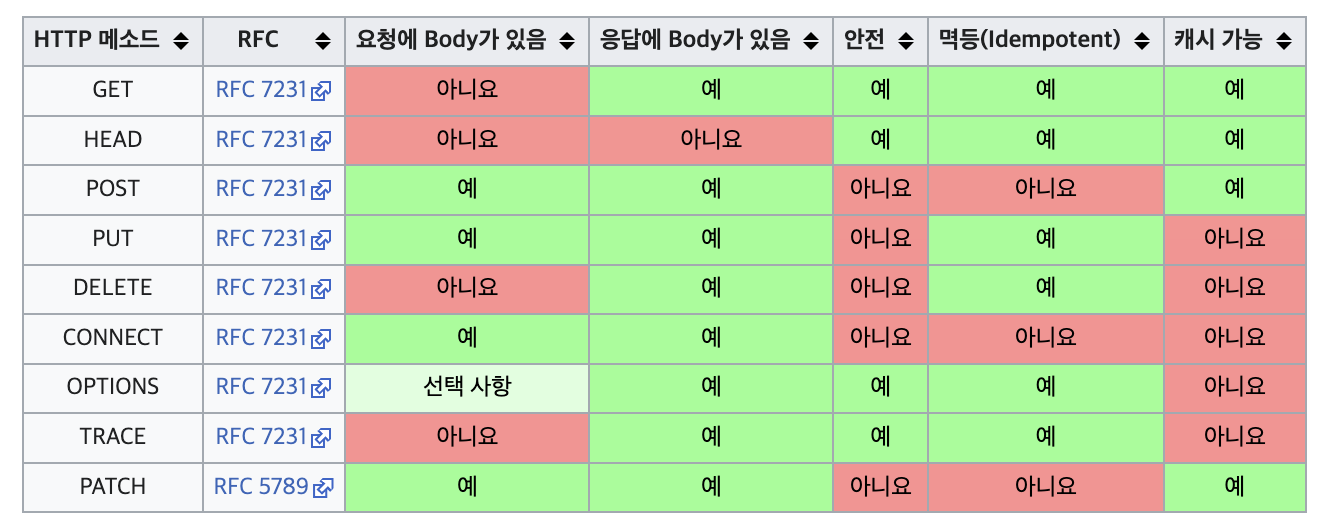 HTTP 메소드 RFC 요청에 Body가 있음 응답에 Body가 있음 안전 멱등(Idempotent) 캐시 가능
GET RFC 7231 아니요 예 예 예 예
HEAD RFC 7231 아니요 아니요 예 예 예
POST RFC 7231 예 예 아니요 아니요 예
PUT RFC 7231 예 예 아니요 예 아니요
DELETE RFC 7231 아니요 예 아니요 예 아니요
CONNECT RFC 7231 예 예 아니요 아니요 아니요
OPTIONS RFC 7231 선택 사항 예 예 예 아니요
TRACE RFC 7231 아니요 예 예 예 아니요
PATCH RFC 5789 예 예 아니요 아니요 예